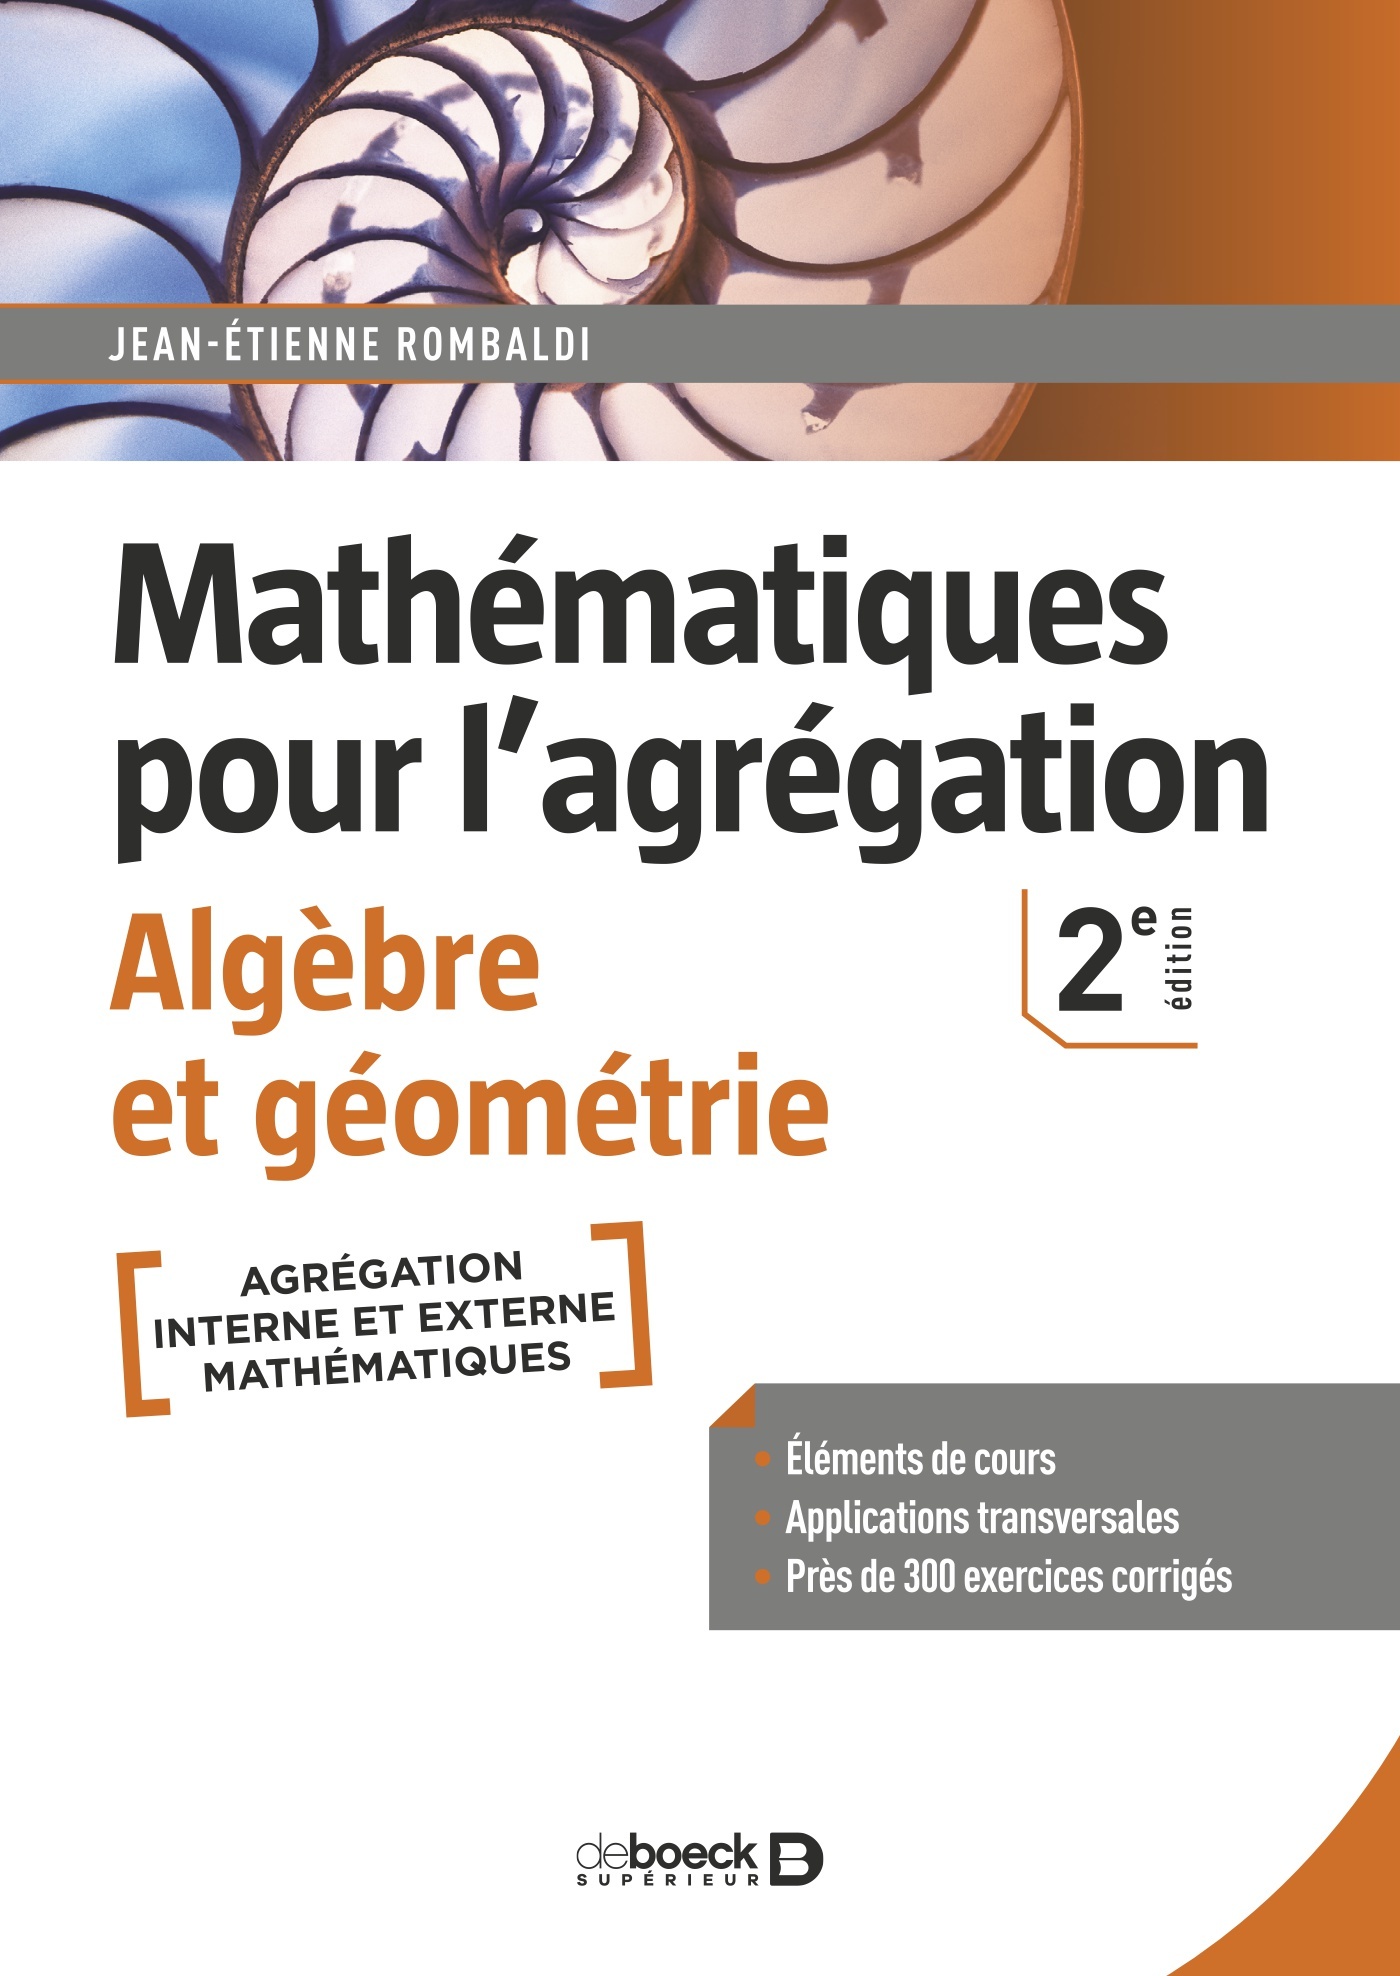 JEAN-ÉTIENNE ROMBALDI
Mathématiques
pour l’agrégation
Algèbre
et géométrie
2e édition
AGRÉGATION
INTERNE ET EXTERNE
MATHÉMATIQUES
• Éléments de cours
• Applications transversales
• Près de 300 exercices corrigés
deboeck B
SUPÉRIEUR